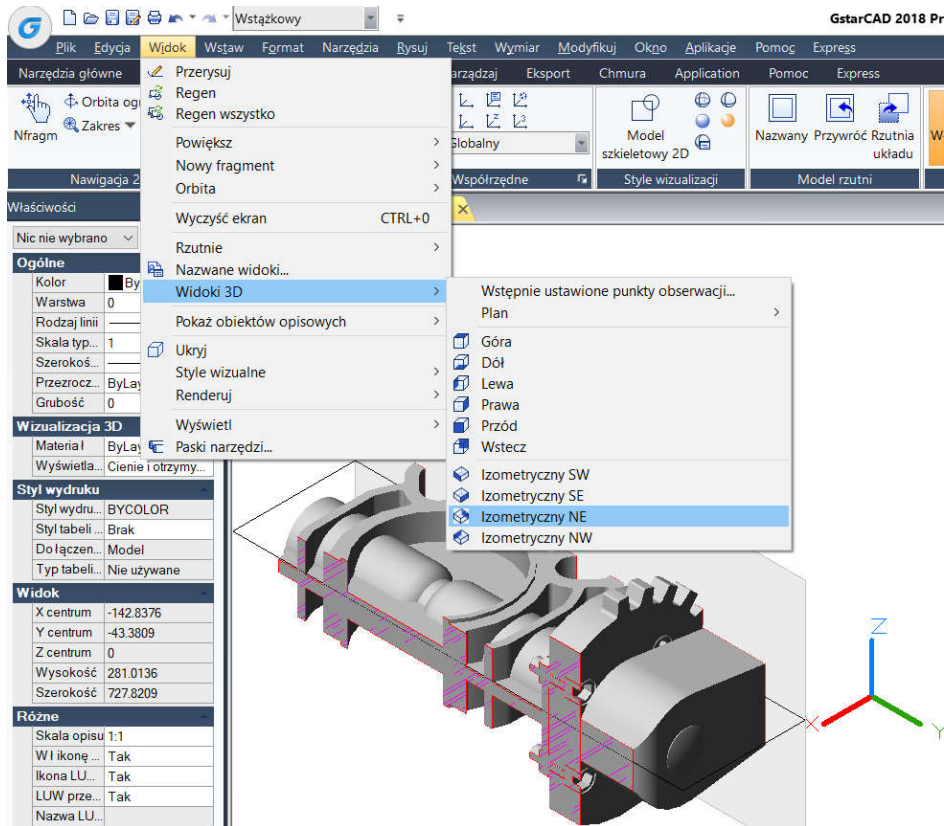 Wstążkowy
GstarCAD 2018 Pr
Plik Edycja Widok Wstaw Format Narzędzia Rysuj Tekst Wymiar Modyfikuj Okno Aplikacje Pomoc Express
Narzędzia główne arządzaj Eksport Chmura Application Pomoc Express
Orbita og
Nfragm
Zakres
Nawigacja 2
Globalny
Współrzędne
Model
szkieletowy 2D
Style wizualizacji
Nazwany Przywróć Rzutnia
układu
Model rzutni
W
Przerysuj
Regen
Regen wszystko
Powiększ
Nowy fragment
Orbita
Wyczyść ekran CTRL+0
Rzutnie
Nazwane widoki...
Widoki 3D
Pokaż obiektów opisowych
Ukryj
Style wizualne
Renderuj
Wyświetl
Paski narzędzi...
Wstępnie ustawione punkty obserwacji...
Plan
Góra
Dół
Lewa
Prawa
Przód
Wstecz
Izometryczny SW
Izometryczny SE
Izometryczny NE
Izometryczny NW
Właściwości
Nic nie wybrano
Ogólne
Kolor By
Warstwa 0
Rodzaj linii
Skala typ... 1
Szerokoś...
Przezrocz... ByLay
Grubość 0
Wizualizacja 3D
Materiał ByLay
Wyświetla... Cienie i otrzymy...
Styl wydruku
Styl wydru... BYCOLOR
Styl tabeli ... Brak
Dołączen... Model
Typ tabeli... Nie używane
Widok
X centrum -142.8376
Y centrum -43.3809
Z centrum 0
Wysokość 281.0136
Szerokość 727.8209
Różne
Skala opisu 1:1
Wł ikonę ... Tak
Ikona LU... Tak
LUW prze... Tak
Nazwa LU...
Z
X
Y